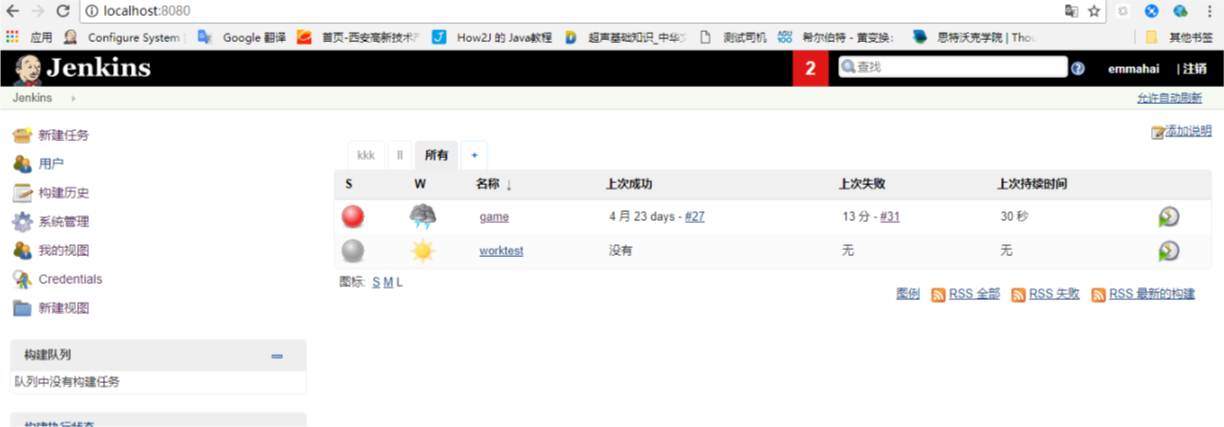 localhost:8080
应用 Configure System Google 翻译 首页-西安高新技术 How2J 的 Java教程 超声基础知识_中华 测试司机 希尔伯特 - 黄变换: 思特沃克学院 | Tho 其他书签
Jenkins 2 查找 emmahai | 注销
Jenkins 允许自动刷新
添加说明
新建任务
用户
构建历史
系统管理
我的视图
Credentials
新建视图
kkk ll 所有 +
S W 名称 ↓ 上次成功 上次失败 上次持续时间
game 4 月 23 days - #27 13 分 - #31 30 秒
worktest 没有 无 无
图标: S M L
图例 RSS 全部 RSS 失败 RSS 最新的构建
构建队列
队列中没有构建任务
构建执行状态